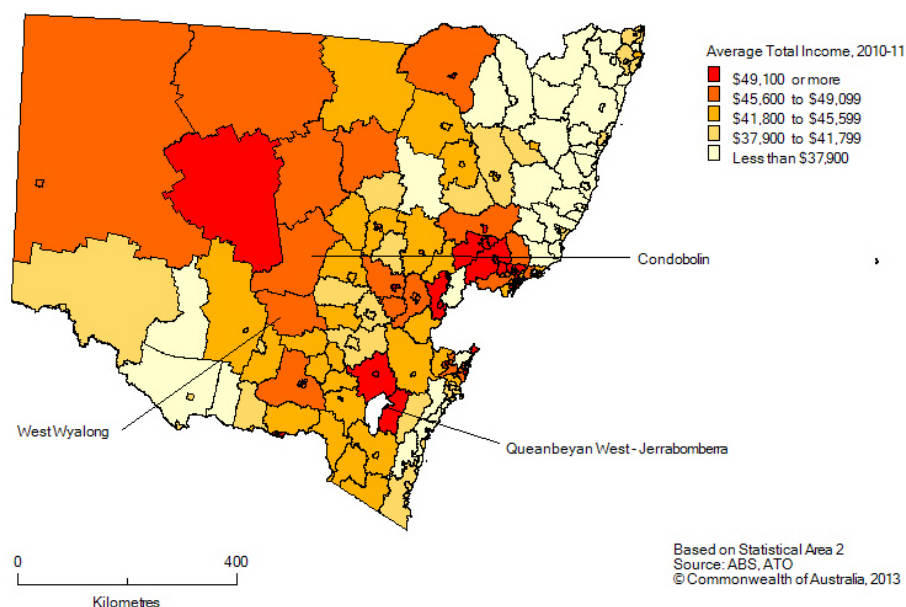 Average Total Income, 2010-11
$49,100 or more
$45,600 to $49,099
$41,800 to $45,599
$37,900 to $41,799
Less than $37,900
Condobolin
West Wyalong
Queanbeyan West - Jerrabomberra
0 400
Kilometres
Based on Statistical Area 2
Source: ABS, ATO
© Commonwealth of Australia, 2013